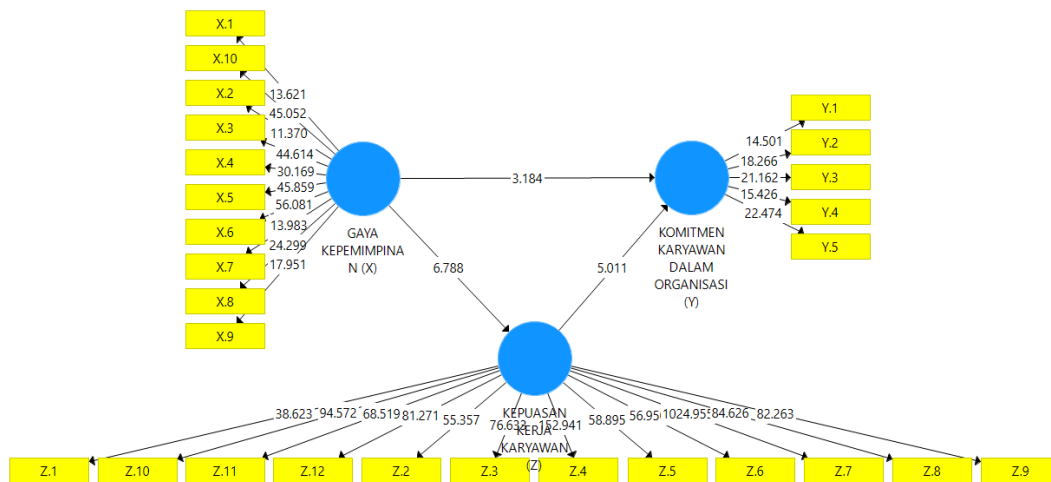 X.1
X.10
X.2
X.3
X.4
X.5
X.6
X.7
X.8
X.9
13.621
45.052
11.370
44.614
30.169
45.859
56.081
13.983
24.299
17.951
GAYA
KEPEMIMPINA
N (X)
3.184
6.788
5.011
KOMITMEN
KARYAWAN
DALAM
ORGANISASI
(Y)
14.501
18.266
21.162
15.426
22.474
Y.1
Y.2
Y.3
Y.4
Y.5
KEPUASAN
KERJA
KARYAWAN
(Z)
38.623
94.572
68.519
81.271
55.357
152.941
58.895
84.626
82.263
Z.1
Z.10
Z.11
Z.12
Z.2
Z.3
Z.4
Z.5
Z.6
Z.7
Z.8
Z.9